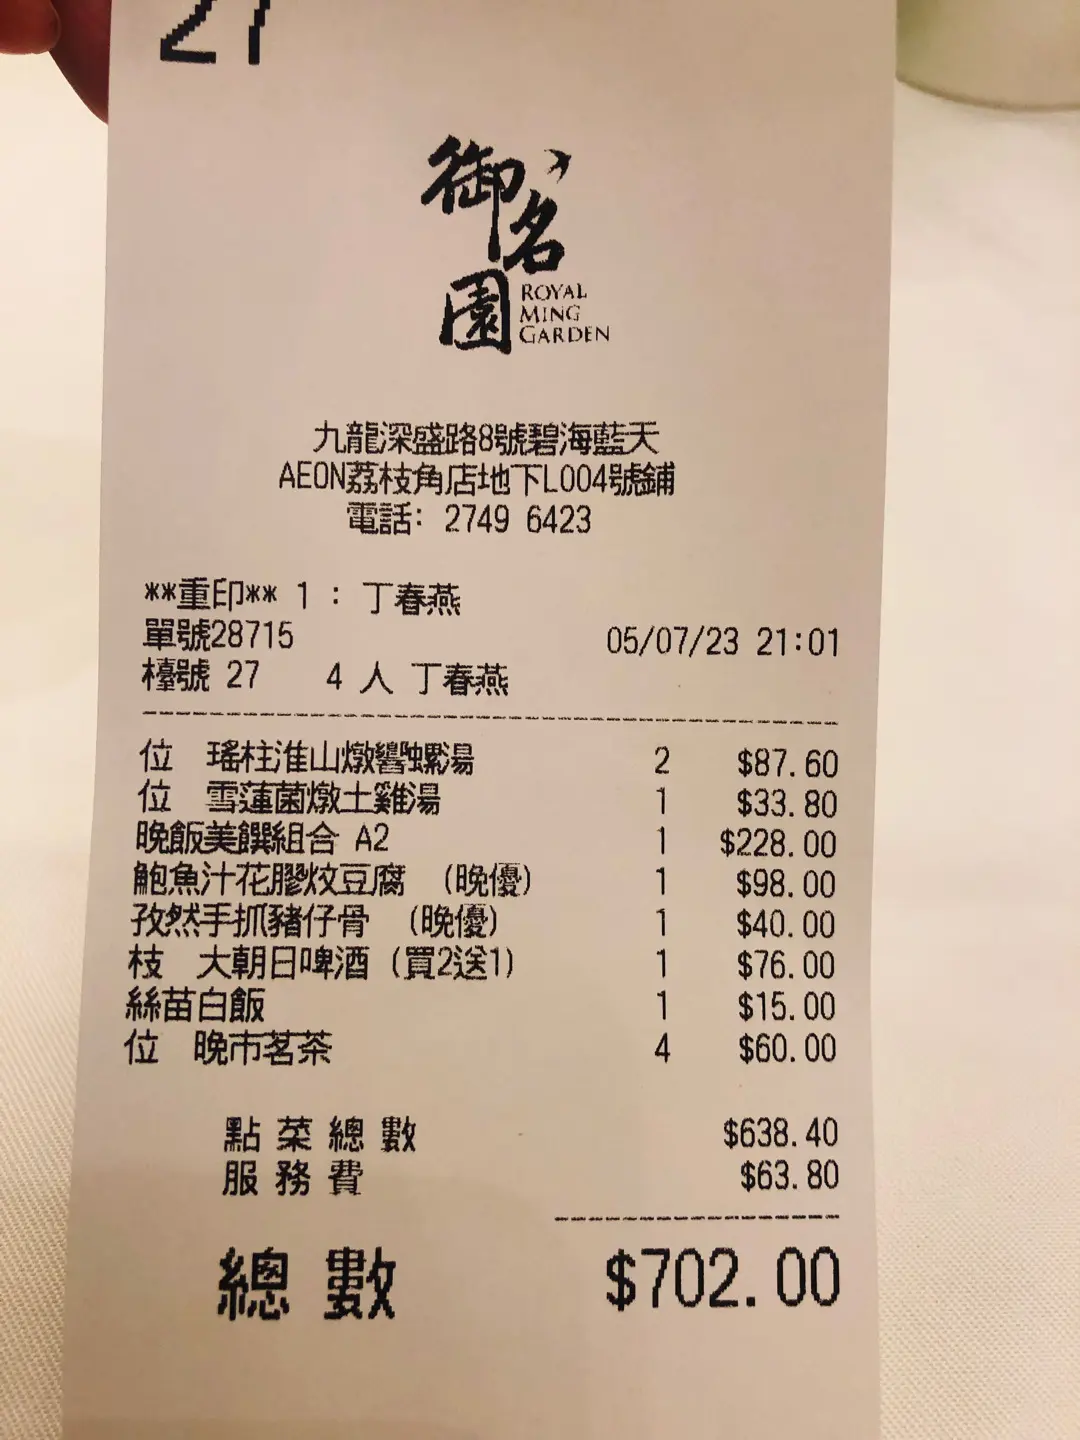 27
御名園
ROYAL
MING
GARDEN
九龍深盛路8號碧海藍天
AEON荔枝角店地下L004號鋪
電話: 2749 6423
**重印** 1 : 丁春燕
單號28715 05/07/23 21:01
檯號 27 4 人 丁春燕
位 瑤柱淮山燉響螺湯 2 $87.60
位 雪蓮菌燉土雞湯 1 $33.80
晚飯美饌組合 A2 1 $228.00
鮑魚汁花膠炆豆腐 (晚優) 1 $98.00
孜然手抓豬仔骨 (晚優) 1 $40.00
枝 大朝日啤酒 (買2送1) 1 $76.00
絲苗白飯 1 $15.00
位 晚市茗茶 4 $60.00
點菜總數 $638.40
服務費 $63.80
總數 $702.00